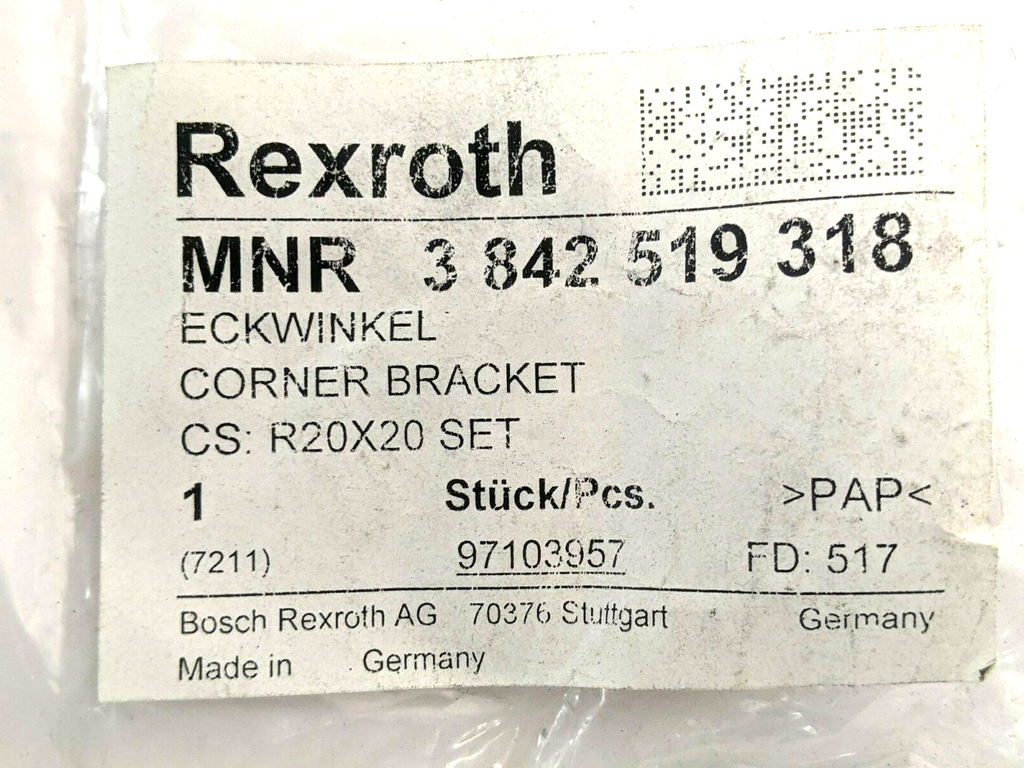 Rexroth
MNR 3 842 519 318
ECKWINKEL
CORNER BRACKET
CS: R20X20 SET
1 Stück/Pcs. >PAP<
(7211) 97103957 FD: 517
Bosch Rexroth AG 70376 Stuttgart Germany
Made in Germany